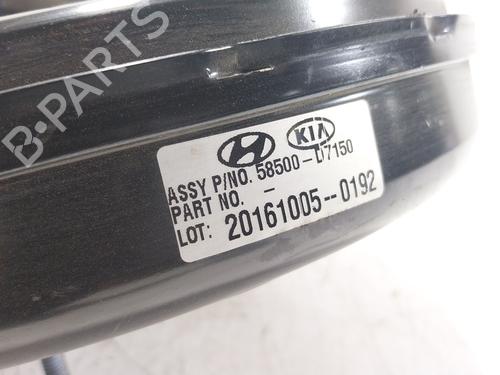 B-PARTS
KIA
ASSY P/NO. 58500-D7150
PART NO. -
LOT: 20161005--0192